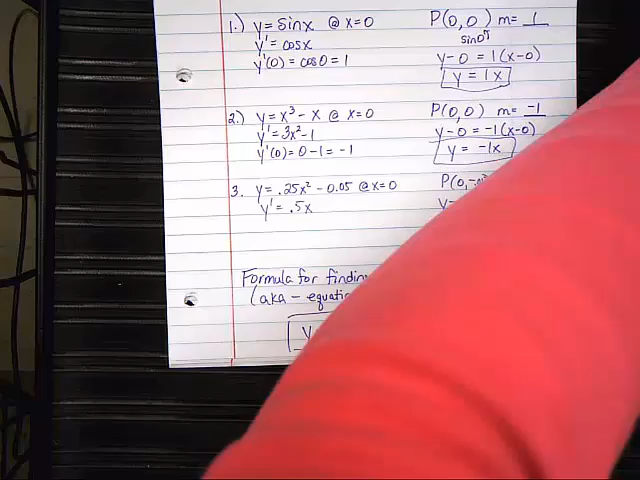 1.) y = sinx @ x=0 P(0,0) m= 1
sin0
y' = cosx y-0 = 1(x-0)
y'(0) = cos0 = 1 y = 1x
2.) y = x³ - x @ x=0 P(0,0) m= -1
y' = 3x² -1 y-0 = -1(x-0)
y'(0) = 0 -1 = -1 y = -1x
3. y = .25x² - 0.05 @ x=0 P(0,-.05
y' = .5x y-
Formula for findin
(aka - equatio
y